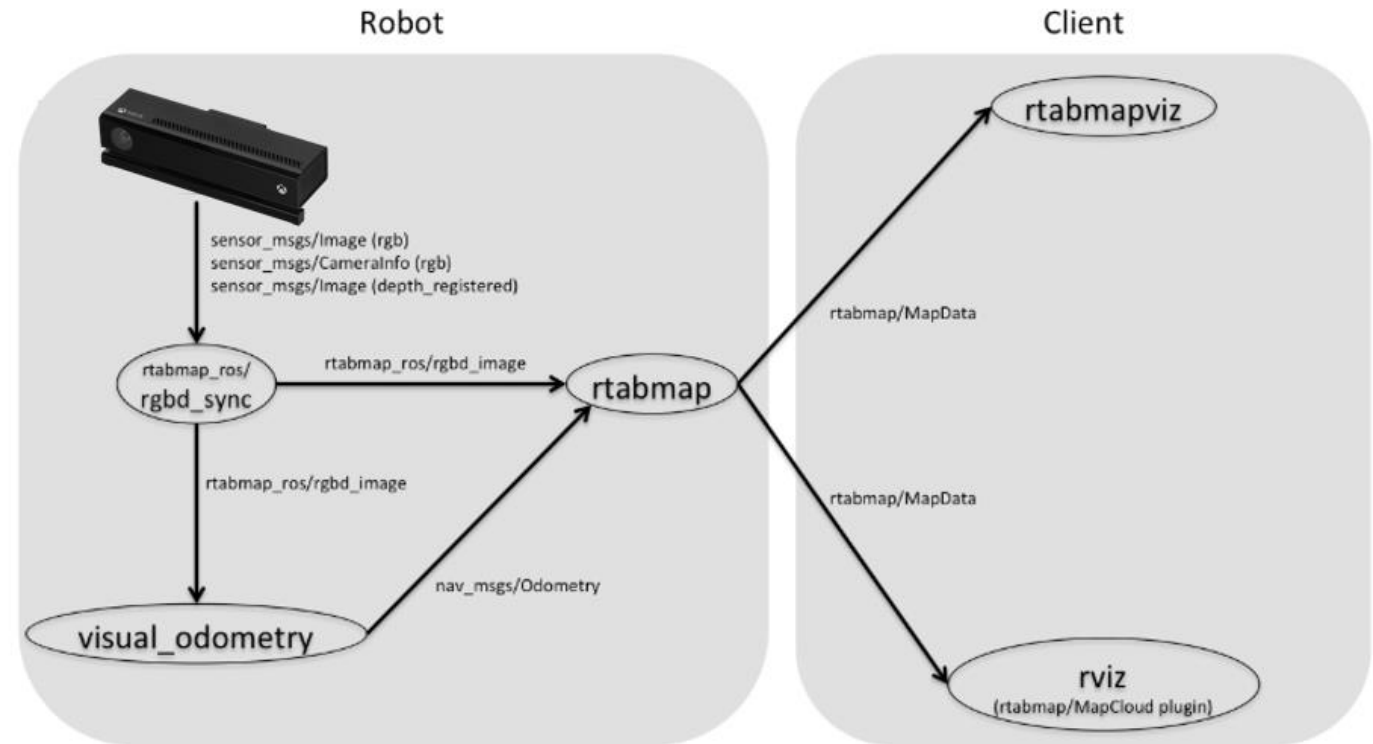 Robot
Client
rtabmapviz
sensor_msgs/Image (rgb)
sensor_msgs/CameraInfo (rgb)
sensor_msgs/Image (depth_registered)
rtabmap/MapData
rtabmap_ros/
rgbd_sync
rtabmap_ros/rgbd_image
rtabmap
rtabmap_ros/rgbd_image
rtabmap/MapData
nav_msgs/Odometry
visual_odometry
rviz
(rtabmap/MapCloud plugin)